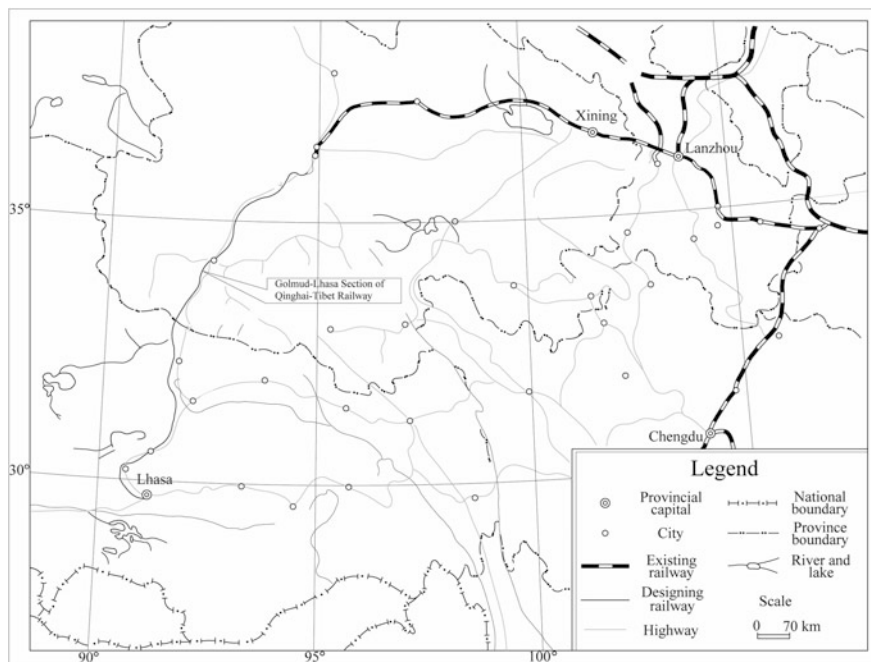 Xining
Lanzhou
35°
Golmud-Lhasa Section of
Qinghai-Tibet Railway
Chengdu
30°
Lhasa
Legend
Provincial
capital
National
boundary
City
Province
boundary
Existing
railway
River and
lake
Designing
railway
Scale
Highway
0 70 km
90°
95°
100°